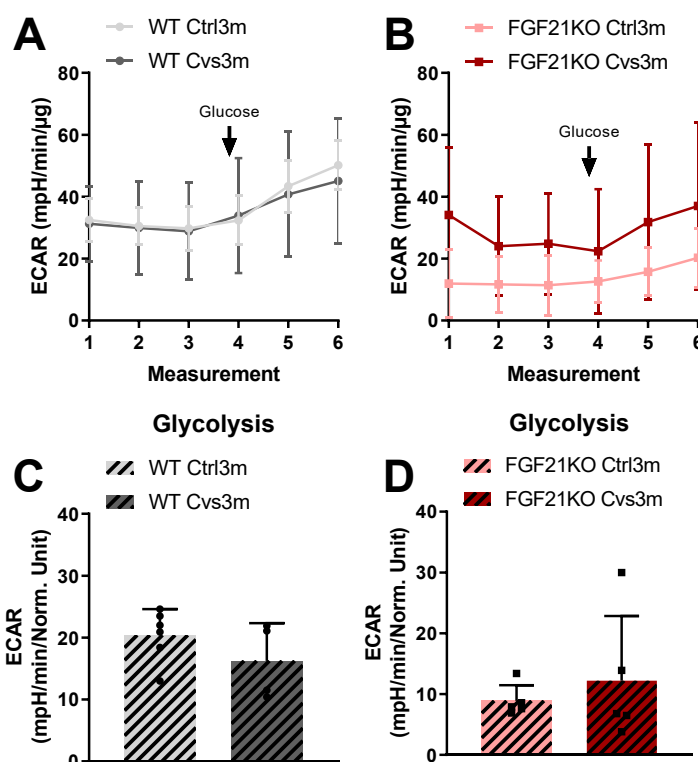 A
WT Ctrl3m
WT Cvs3m
80
60
40
20
0
ECAR (mpH/min/µg)
Glucose
1 2 3 4 5 6
Measurement
B
FGF21KO Ctrl3m
FGF21KO Cvs3m
80
60
40
20
0
ECAR (mpH/min/µg)
Glucose
1 2 3 4 5 6
Measurement
C
Glycolysis
WT Ctrl3m
WT Cvs3m
40
30
20
10
0
ECAR
(mpH/min/Norm. Unit)
D
Glycolysis
FGF21KO Ctrl3m
FGF21KO Cvs3m
40
30
20
10
0
ECAR
(mpH/min/Norm. Unit)